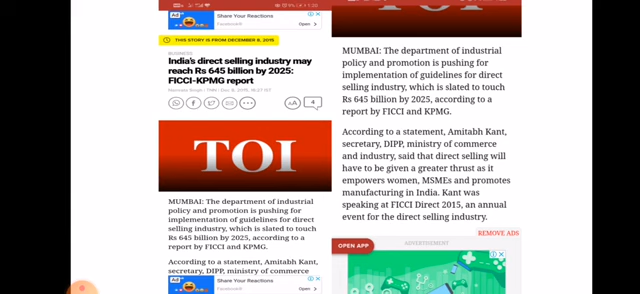 Ad
Share Your Reactions
Open >
THIS STORY IS FROM DECEMBER 8, 2015
BUSINESS
India's direct selling industry may
reach Rs 645 billion by 2025:
FICCI-KPMG report
AA
4
TOI
MUMBAI: The department of industrial
policy and promotion is pushing for
implementation of guidelines for direct
selling industry, which is slated to touch
Rs 645 billion by 2025, according to a
report by FICCI and KPMG.
According to a statement, Amitabh Kant,
secretary, DIPP, ministry of commerce
Ad
Share Your Reactions
Open >
MUMBAI: The department of industrial
policy and promotion is pushing for
implementation of guidelines for direct
selling industry, which is slated to touch
Rs 645 billion by 2025, according to a
report by FICCI and KPMG.
According to a statement, Amitabh Kant,
secretary, DIPP, ministry of commerce
and industry, said that direct selling will
have to be given a greater thrust as it
empowers women, MSMEs and promotes
manufacturing in India. Kant was
speaking at FICCI Direct 2015, an annual
event for the direct selling industry.
REMOVE ADS
OPEN APP
ADVERTISEMENT